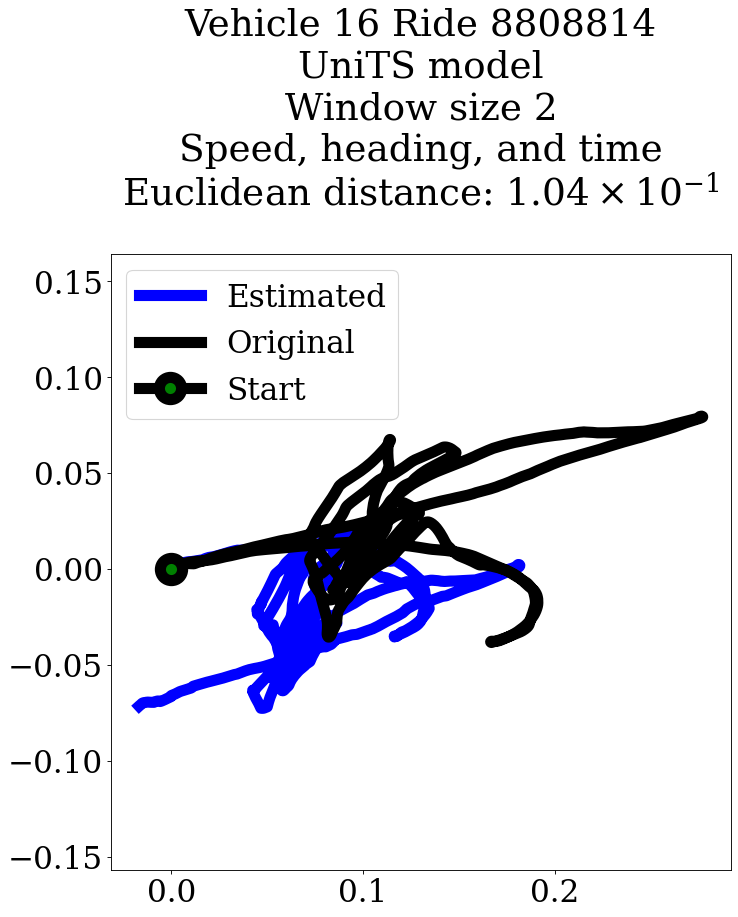 Vehicle 16 Ride 8808814
UniTS model
Window size 2
Speed, heading, and time
Euclidean distance: 1.04 × 10⁻¹
Estimated
Original
Start
0.15
0.10
0.05
0.00
−0.05
−0.10
−0.15
0.0 0.1 0.2